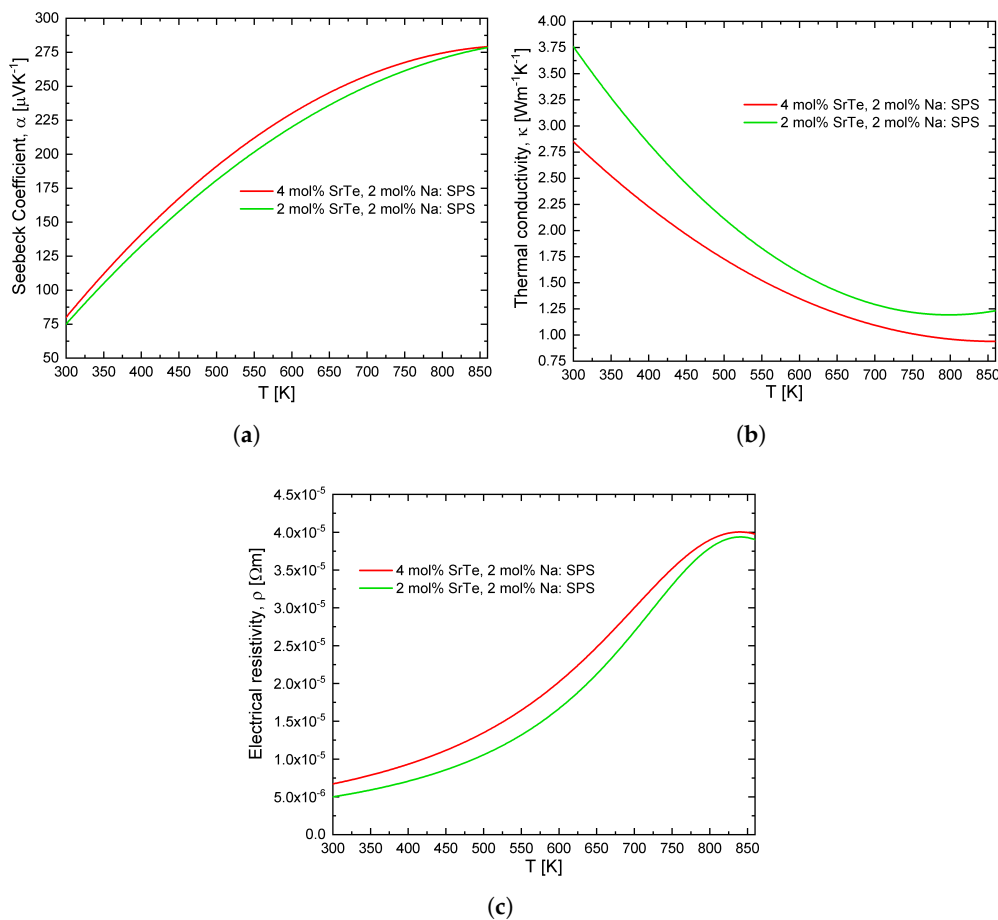 300
275
250
225
200
175
150
125
100
75
50
Seebeck Coefficient, α [μVK⁻¹]
4 mol% SrTe, 2 mol% Na: SPS
2 mol% SrTe, 2 mol% Na: SPS
300 350 400 450 500 550 600 650 700 750 800 850
T [K]
(a)
4.00
3.75
3.50
3.25
3.00
2.75
2.50
2.25
2.00
1.75
1.50
1.25
1.00
0.75
Thermal conductivity, κ [Wm⁻¹K⁻¹]
4 mol% SrTe, 2 mol% Na: SPS
2 mol% SrTe, 2 mol% Na: SPS
300 350 400 450 500 550 600 650 700 750 800 850
T [K]
(b)
4.5x10⁻⁵
4.0x10⁻⁵
3.5x10⁻⁵
3.0x10⁻⁵
2.5x10⁻⁵
2.0x10⁻⁵
1.5x10⁻⁵
1.0x10⁻⁵
5.0x10⁻⁶
0.0
Electrical resistivity, ρ [Ωm]
4 mol% SrTe, 2 mol% Na: SPS
2 mol% SrTe, 2 mol% Na: SPS
300 350 400 450 500 550 600 650 700 750 800 850
T [K]
(c)